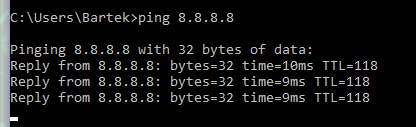 C:\Users\Bartek>ping 8.8.8.8
Pinging 8.8.8.8 with 32 bytes of data:
Reply from 8.8.8.8: bytes=32 time=10ms TTL=118
Reply from 8.8.8.8: bytes=32 time=9ms TTL=118
Reply from 8.8.8.8: bytes=32 time=9ms TTL=118